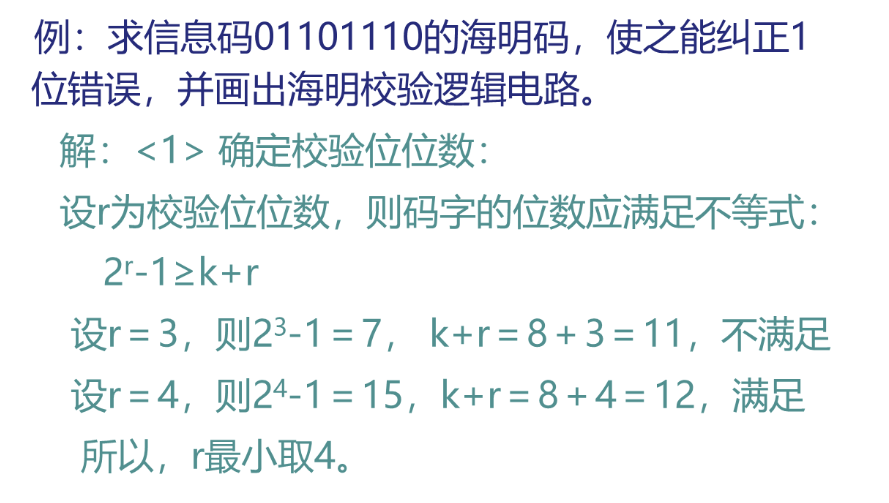 例：求信息码01101110的海明码，使之能纠正1
位错误，并画出海明校验逻辑电路。
解：<1> 确定校验位位数：
设r为校验位位数，则码字的位数应满足不等式：
2ʳ-1≥k+r
设r＝3，则2³-1＝7， k+r＝8＋3＝11，不满足
设r＝4，则2⁴-1＝15，k+r＝8＋4＝12，满足
所以，r最小取4。